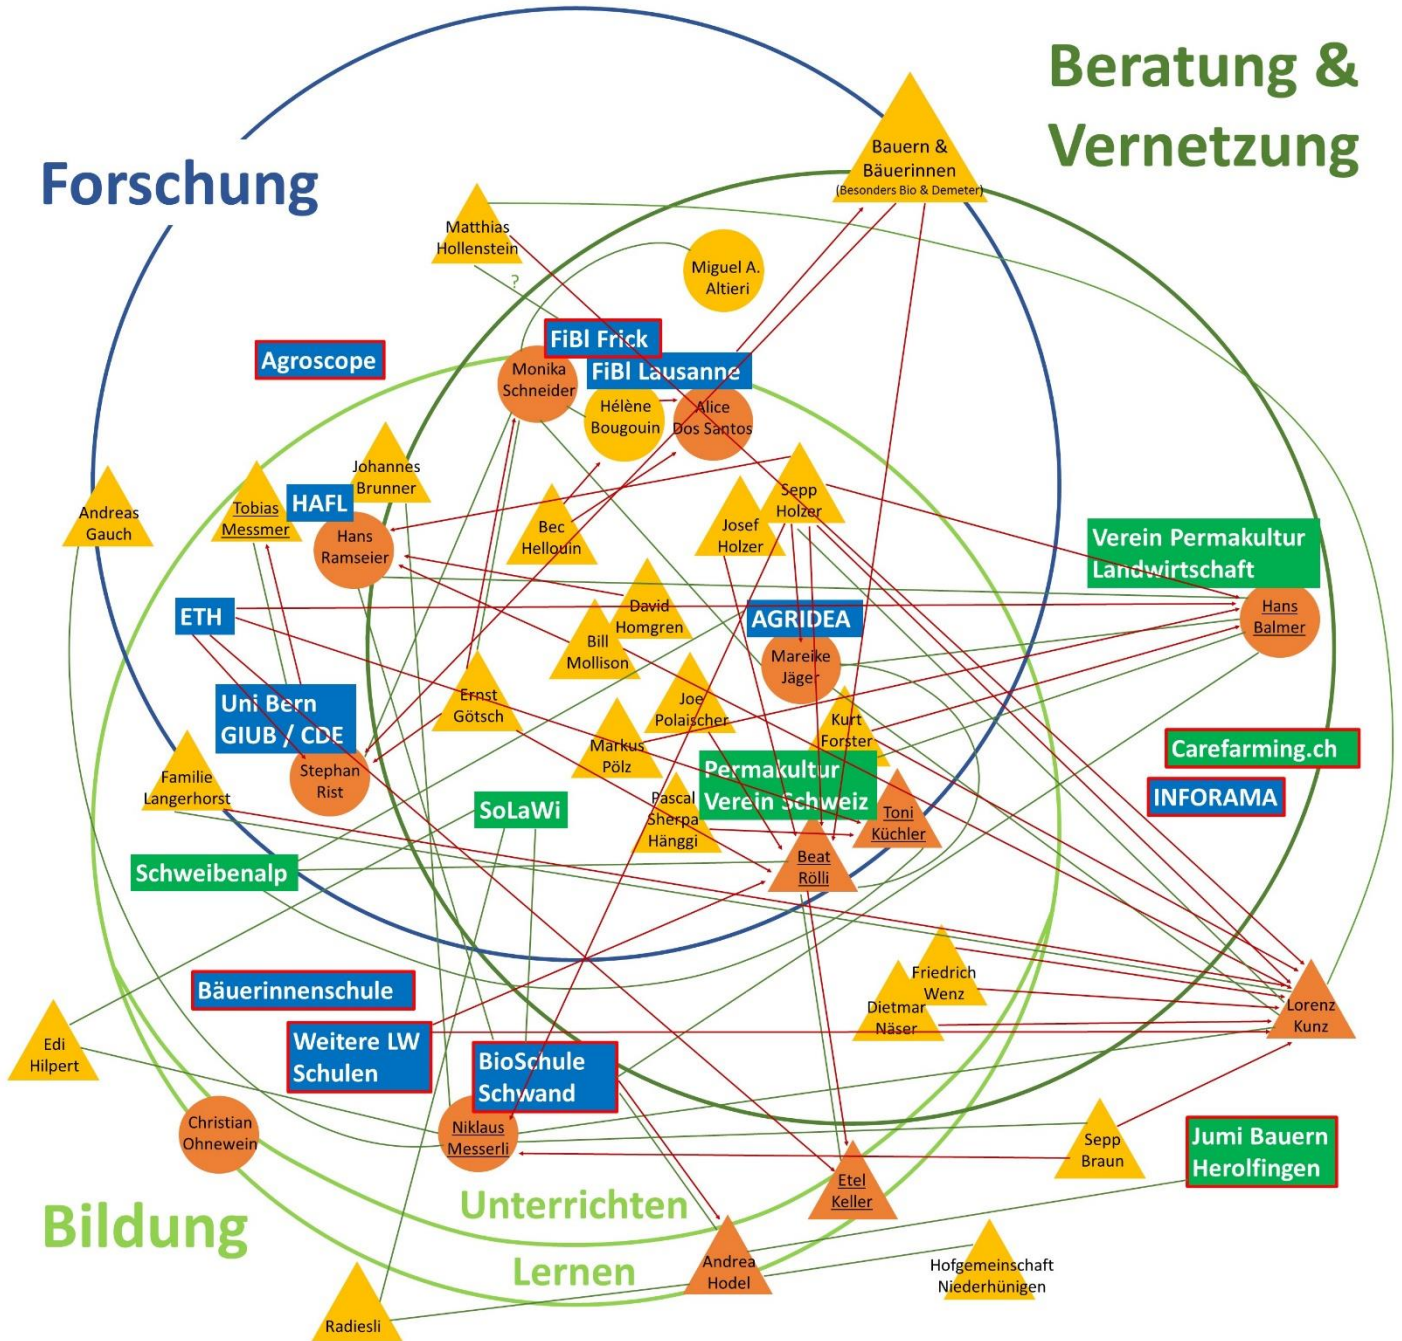 Beratung &
Vernetzung
Forschung
Bauern &
Bäuerinnen
(Besonders Bio & Demeter)
Matthias
Hollenstein
?
Miguel A.
Altieri
FiBl Frick
Agroscope
FiBl Lausanne
Monika
Schneider
Hélène
Bougouin
Alice
Dos Santos
Johannes
Brunner
Andreas
Gauch
Tobias
Messmer
HAFL
Hans
Ramseier
Bec
Hellouin
Josef
Holzer
Sepp
Holzer
Verein Permakultur
Landwirtschaft
Hans
Balmer
ETH
David
Homgren
Bill
Mollison
AGRIDEA
Mareike
Jäger
Uni Bern
GIUB / CDE
Stephan
Rist
Ernst
Götsch
Joe
Polaischer
Markus
Pölz
Kurt
Forster
Carefarming.ch
INFORAMA
Familie
Langerhorst
SoLaWi
Pascal
Sherpa
Hänggi
Permakultur
Verein Schweiz
Toni
Küchler
Beat
Rölli
Schweibenalp
Friedrich
Wenz
Dietmar
Näser
Lorenz
Kunz
Bäuerinnenschule
Weitere LW
Schulen
Edi
Hilpert
BioSchule
Schwand
Christian
Ohnewein
Niklaus
Messerli
Sepp
Braun
Jumi Bauern
Herolfingen
Etel
Keller
Unterrichten
Bildung
Lernen
Andrea
Hodel
Hofgemeinschaft
Niederhünigen
Radiesli